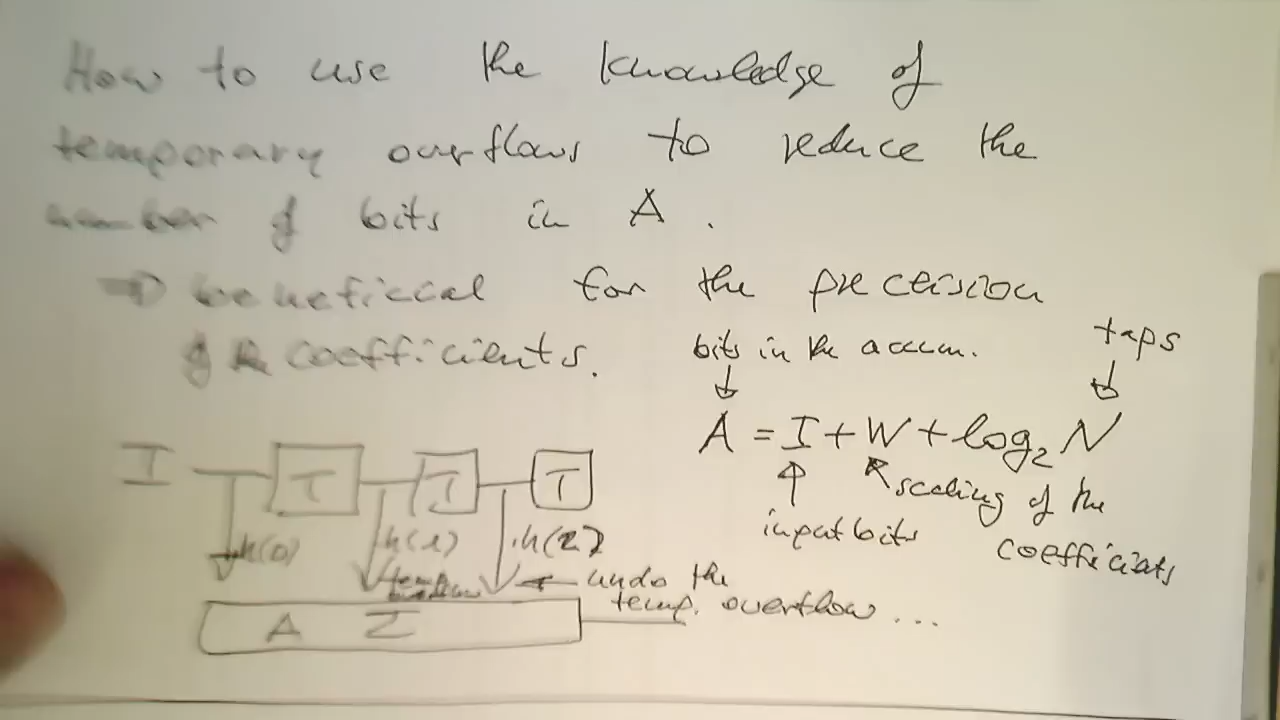 How to use the knowledge of
temporary overflows to reduce the
number of bits in A.
⇒ beneficial for the precision
of the coefficients.
bits in the accum.
taps
A = I + W + log₂ N
input bits
scaling of the
coefficients
I T T T
h(0) h(1) h(2)
undo the
temp. overflow ...
A Σ